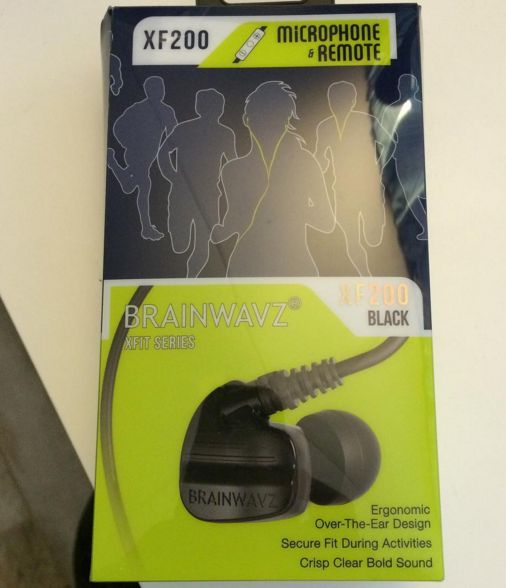 XF200
MiCROPHONE
& REMOTE
XF200
BLACK
BRAINWAVZ®
XFIT SERIES
BRAINWAVZ
Ergonomic
Over-The-Ear Design
Secure Fit During Activities
Crisp Clear Bold Sound